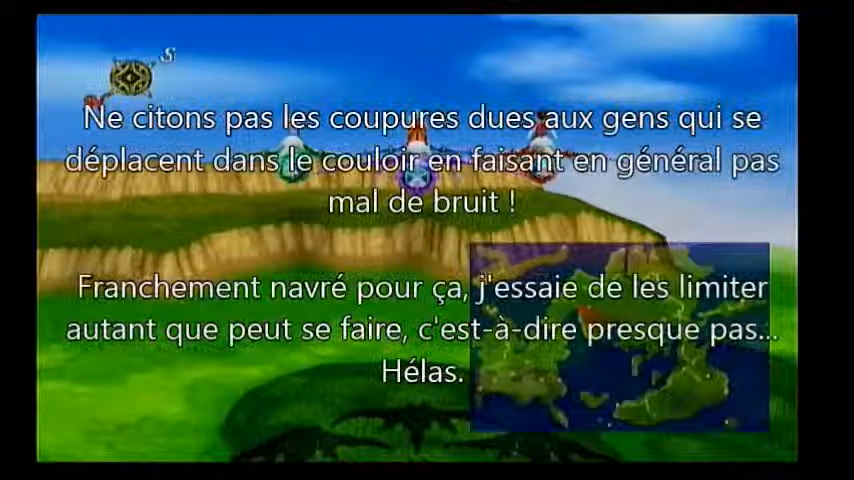 S
Ne citons pas les coupures dues aux gens qui se
déplacent dans le couloir en faisant en général pas
mal de bruit !
Franchement navré pour ça, j'essaie de les limiter
autant que peut se faire, c'est-à-dire presque pas...
Hélas.